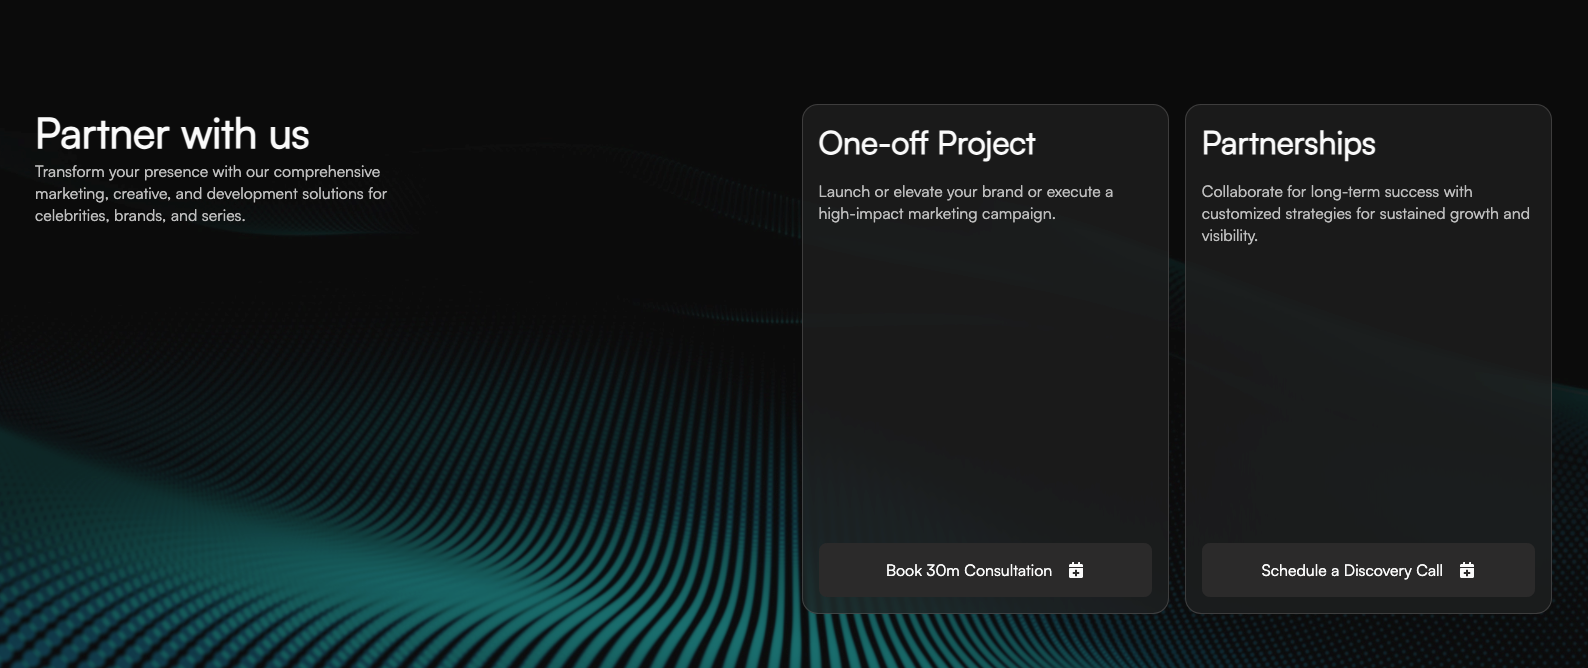 Partner with us
Transform your presence with our comprehensive
marketing, creative, and development solutions for
celebrities, brands, and series.
One-off Project
Launch or elevate your brand or execute a
high-impact marketing campaign.
Book 30m Consultation
Partnerships
Collaborate for long-term success with
customized strategies for sustained growth and
visibility.
Schedule a Discovery Call